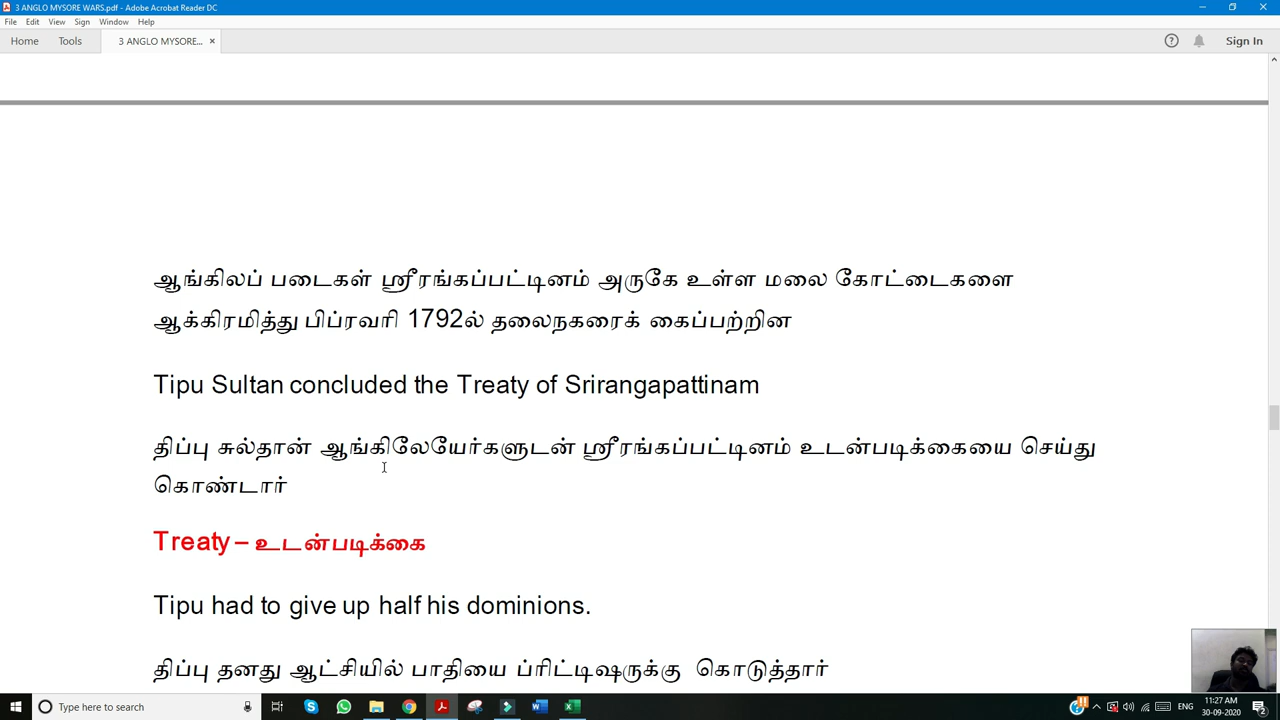 3 ANGLO MYSORE WARS.pdf - Adobe Acrobat Reader DC
File Edit View Sign Window Help
Home Tools 3 ANGLO MYSORE... × Sign In
ஆங்கிலப் படைகள் ஸ்ரீரங்கப்பட்டினம் அருகே உள்ள மலை கோட்டைகளை
ஆக்கிரமித்து பிப்ரவரி 1792ல் தலைநகரைக் கைப்பற்றின
Tipu Sultan concluded the Treaty of Srirangapattinam
திப்பு சுல்தான் ஆங்கிலேயேர்களுடன் ஸ்ரீரங்கப்பட்டினம் உடன்படிக்கையை செய்து
கொண்டார்
Treaty – உடன்படிக்கை
Tipu had to give up half his dominions.
திப்பு தனது ஆட்சியில் பாதியை ப்ரிட்டிஷருக்கு கொடுத்தார்
Type here to search
ENG
11:27 AM
30-09-2020